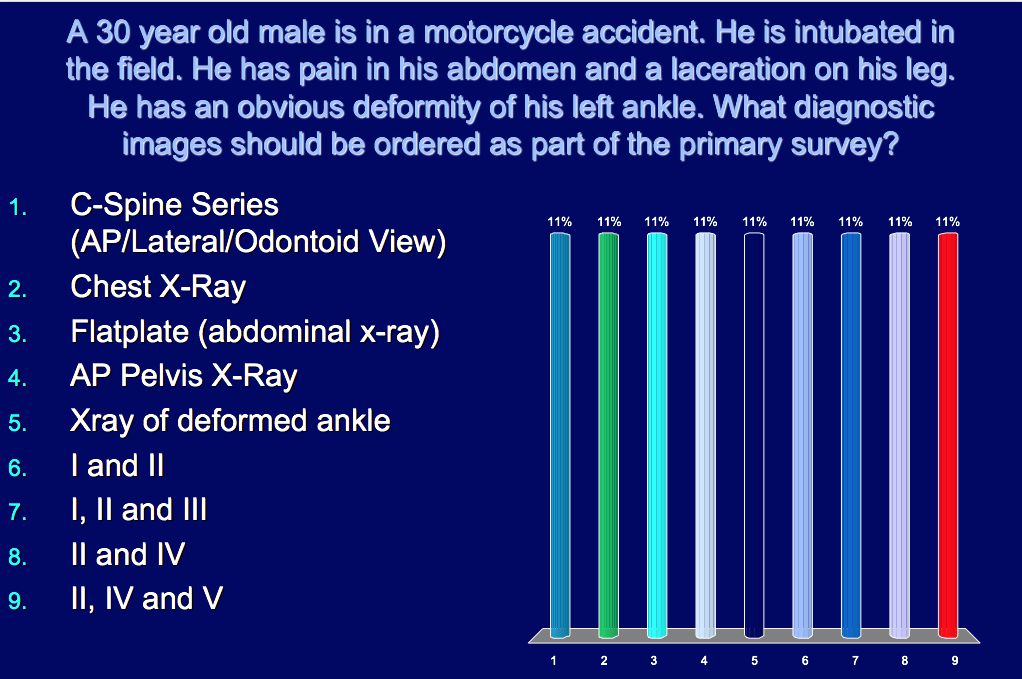 A 30 year old male is in a motorcycle accident. He is intubated in
the field. He has pain in his abdomen and a laceration on his leg.
He has an obvious deformity of his left ankle. What diagnostic
images should be ordered as part of the primary survey?
1. C-Spine Series
(AP/Lateral/Odontoid View)
2. Chest X-Ray
3. Flatplate (abdominal x-ray)
4. AP Pelvis X-Ray
5. Xray of deformed ankle
6. I and II
7. I, II and III
8. II and IV
9. II, IV and V
11% 11% 11% 11% 11% 11% 11% 11% 11%
1 2 3 4 5 6 7 8 9